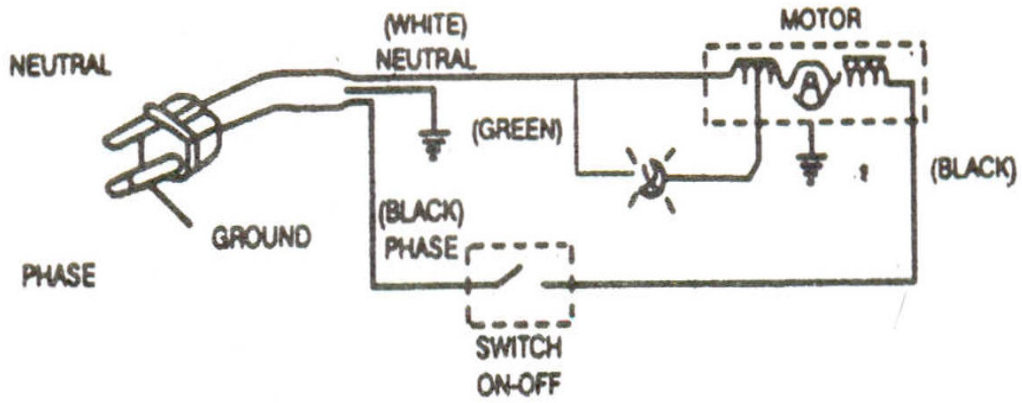 MOTOR
(WHITE)
NEUTRAL
NEUTRAL
(GREEN)
(BLACK)
(BLACK)
PHASE
GROUND
PHASE
SWITCH
ON-OFF